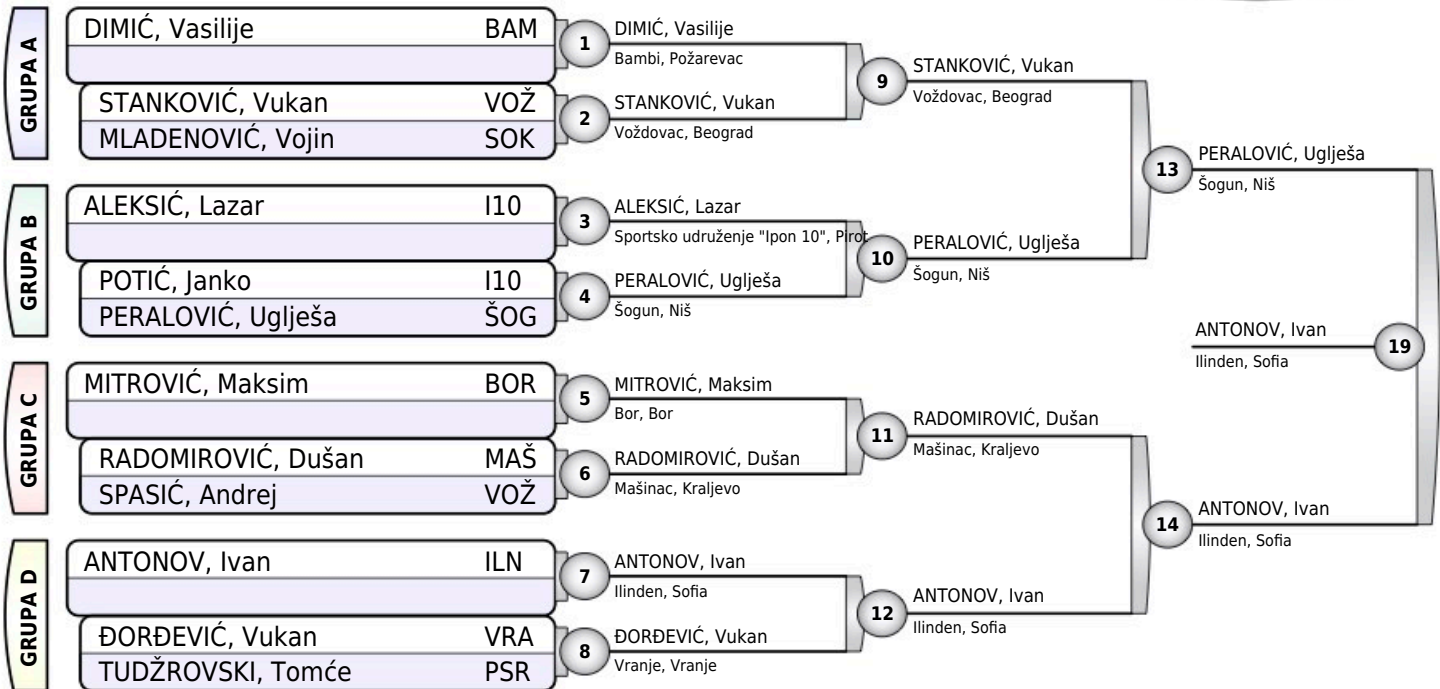 GRUPA A
DIMIĆ, Vasilije BAM
STANKOVIĆ, Vukan VOŽ
MLADENOVIĆ, Vojin SOK
GRUPA B
ALEKSIĆ, Lazar I10
POTIĆ, Janko I10
PERALOVIĆ, Uglješa ŠOG
GRUPA C
MITROVIĆ, Maksim BOR
RADOMIROVIĆ, Dušan MAŠ
SPASIĆ, Andrej VOŽ
GRUPA D
ANTONOV, Ivan ILN
ĐORĐEVIĆ, Vukan VRA
TUDŽROVSKI, Tomće PSR
1
DIMIĆ, Vasilije
Bambi, Požarevac
2
STANKOVIĆ, Vukan
Voždovac, Beograd
3
ALEKSIĆ, Lazar
Sportsko udruženje "Ipon 10", Pirot
4
PERALOVIĆ, Uglješa
Šogun, Niš
5
MITROVIĆ, Maksim
Bor, Bor
6
RADOMIROVIĆ, Dušan
Mašinac, Kraljevo
7
ANTONOV, Ivan
Ilinden, Sofia
8
ĐORĐEVIĆ, Vukan
Vranje, Vranje
9
STANKOVIĆ, Vukan
Voždovac, Beograd
10
PERALOVIĆ, Uglješa
Šogun, Niš
11
RADOMIROVIĆ, Dušan
Mašinac, Kraljevo
12
ANTONOV, Ivan
Ilinden, Sofia
13
PERALOVIĆ, Uglješa
Šogun, Niš
14
ANTONOV, Ivan
Ilinden, Sofia
ANTONOV, Ivan
Ilinden, Sofia
19